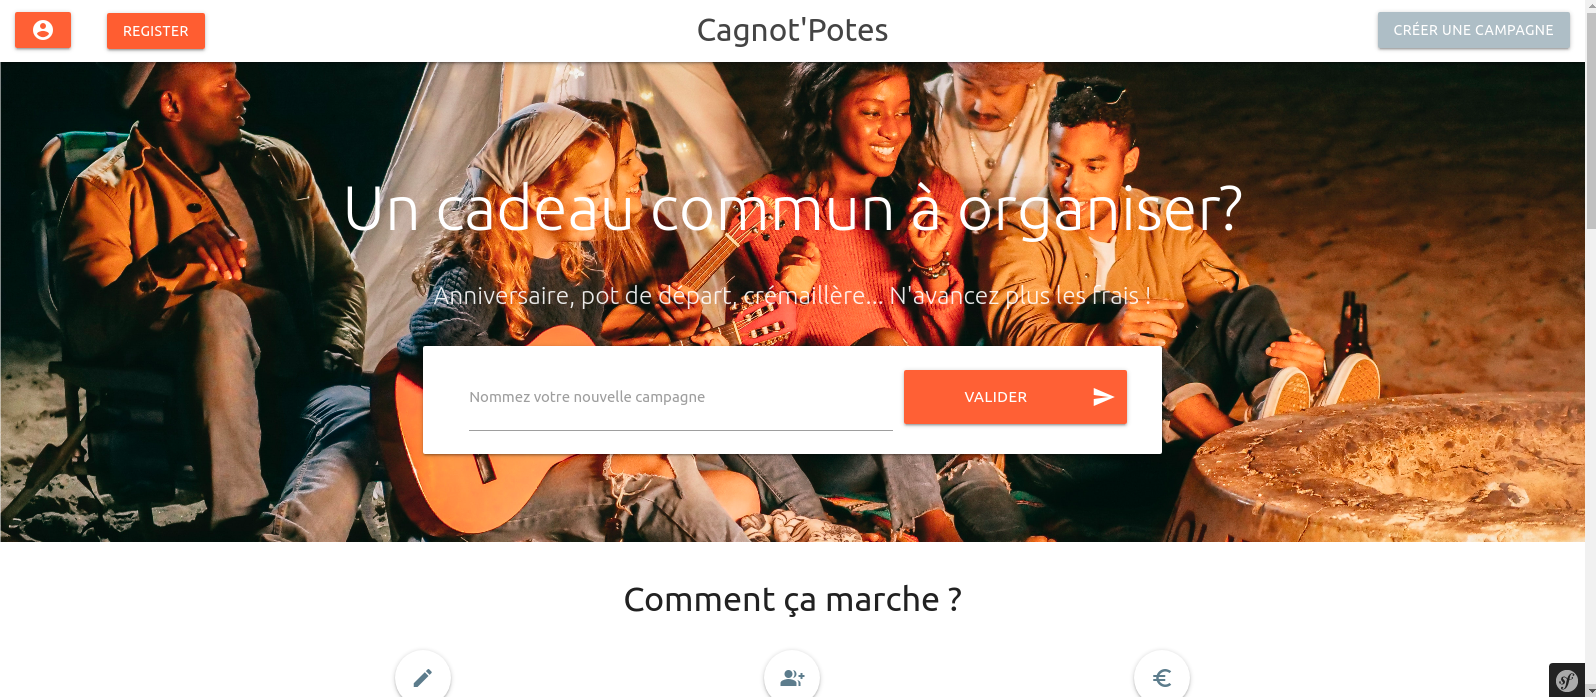 REGISTER
Cagnot'Potes
CRÉER UNE CAMPAGNE
Un cadeau commun à organiser?
Anniversaire, pot de départ, crémaillère... N'avancez plus les frais !
Nommez votre nouvelle campagne
VALIDER
Comment ça marche ?
€
sf